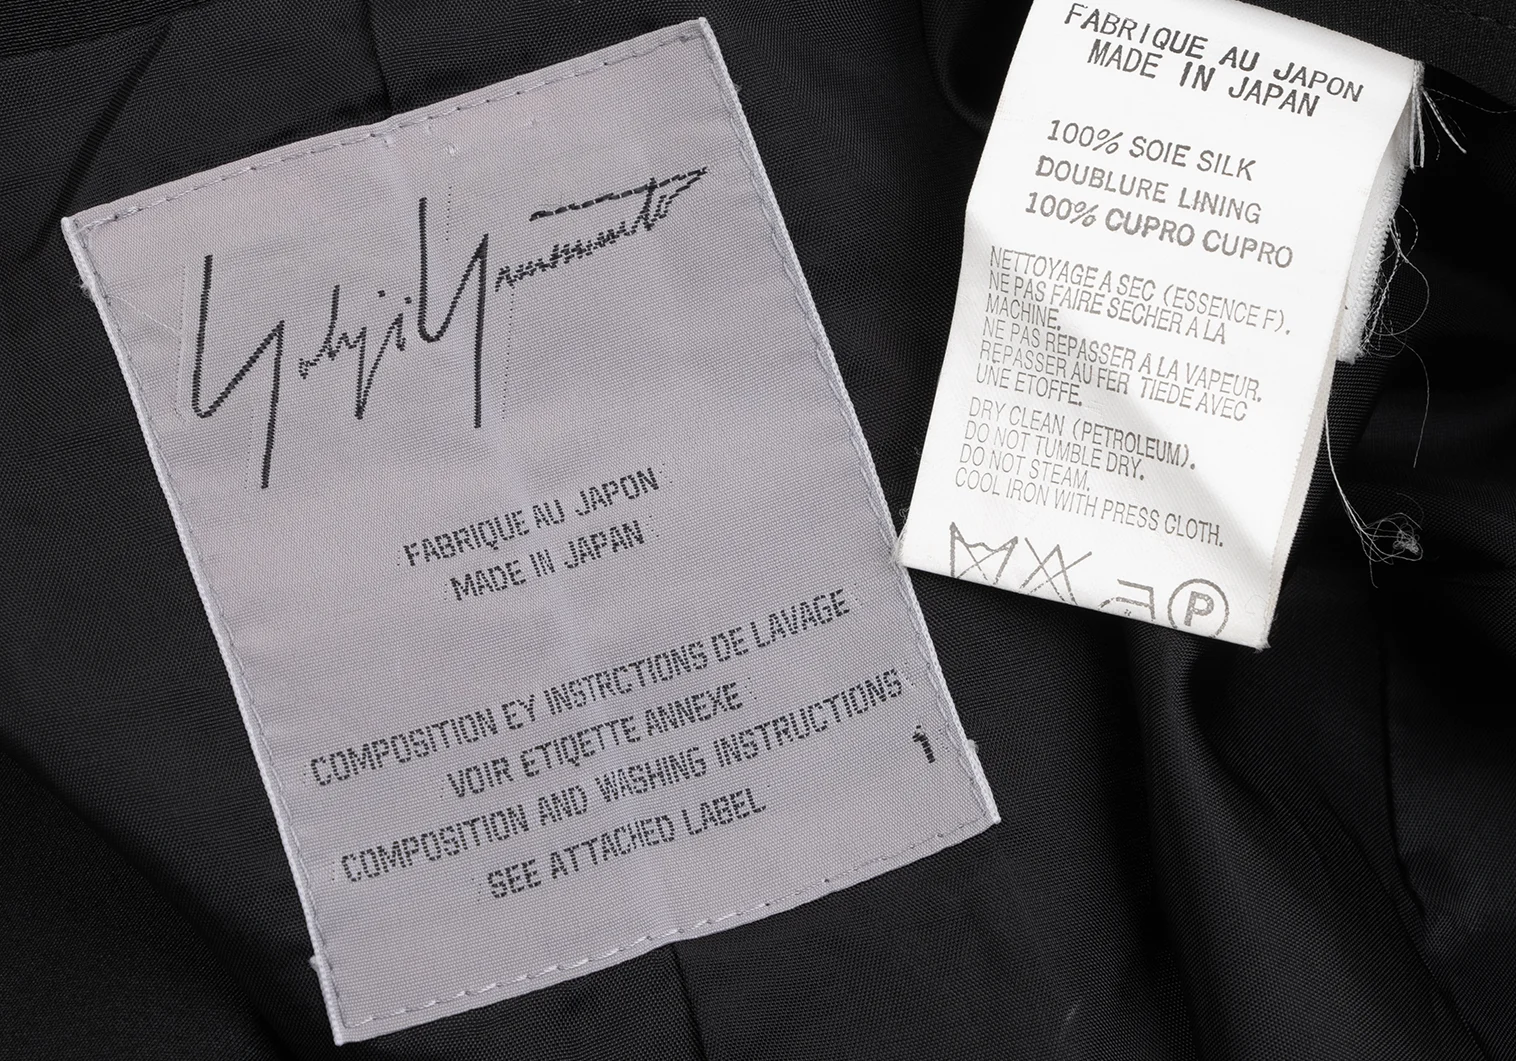 Yohji Yamamoto
FABRIQUE AU JAPON
MADE IN JAPAN
COMPOSITION EY INSTRCTIONS DE LAVAGE
VOIR ETIQETTE ANNEXE
COMPOSITION AND WASHING INSTRUCTIONS
SEE ATTACHED LABEL
1
FABRIQUE AU JAPON
MADE IN JAPAN
100% SOIE SILK
DOUBLURE LINING
100% CUPRO CUPRO
NETTOYAGE A SEC (ESSENCE F).
NE PAS FAIRE SECHER A LA
MACHINE.
NE PAS REPASSER A LA VAPEUR.
REPASSER AU FER TIEDE AVEC
UNE ETOFFE.
DRY CLEAN (PETROLEUM).
DO NOT TUMBLE DRY.
DO NOT STEAM.
COOL IRON WITH PRESS CLOTH.
P